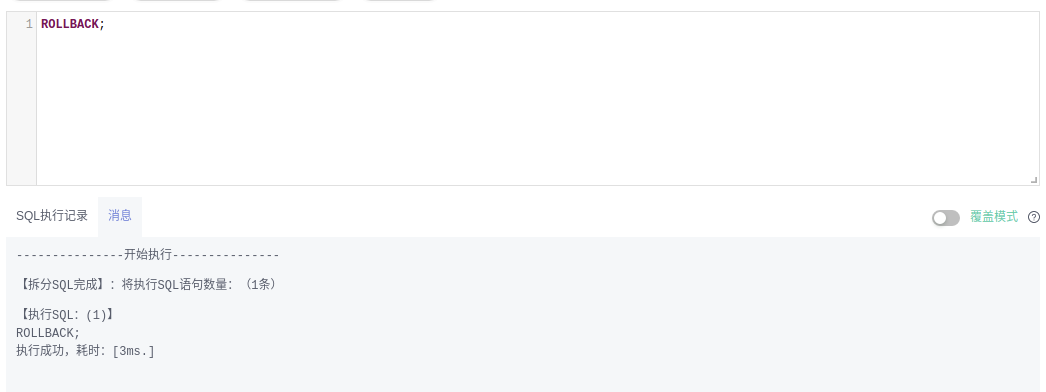 1 ROLLBACK;
SQL执行记录 消息 覆盖模式 ?
---------------开始执行---------------
【拆分SQL完成】：将执行SQL语句数量：（1条）
【执行SQL：(1)】
ROLLBACK;
执行成功，耗时：[3ms.]